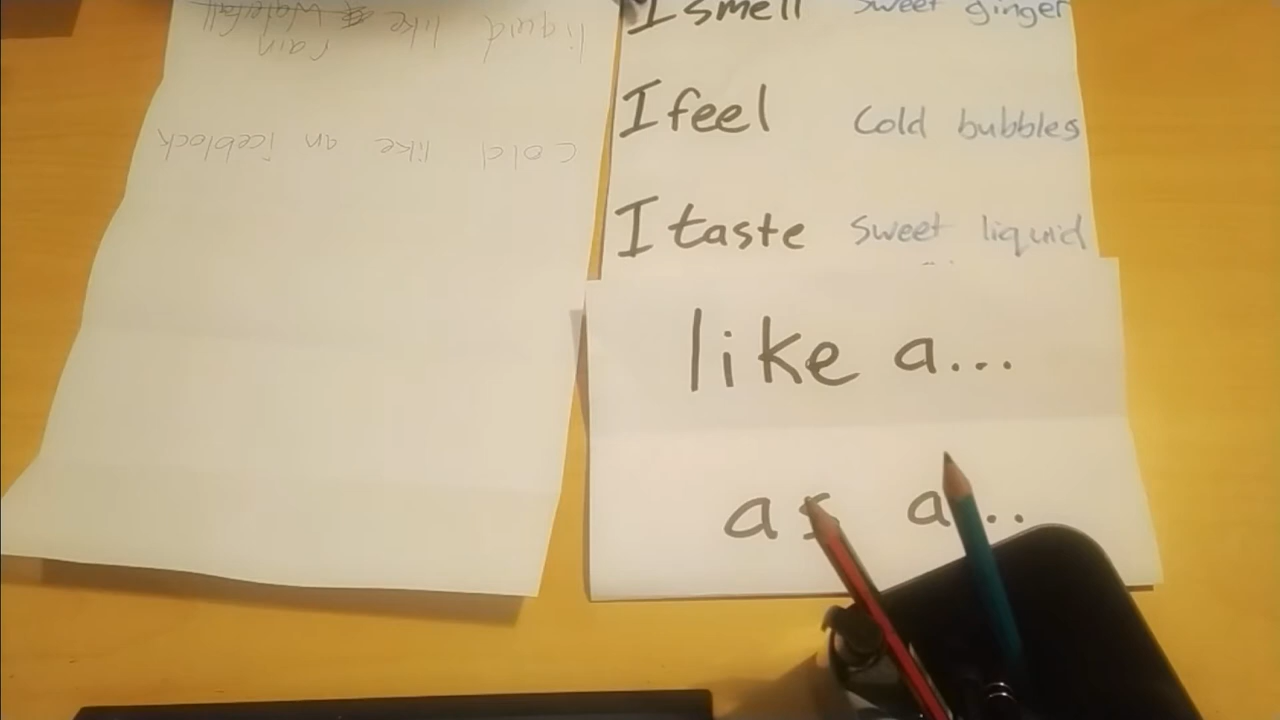 I smell sweet ginger
I feel Cold bubbles
I taste sweet liquid
like a...
as a...
Cold like an iceblock
liquid like rain
Waterfall